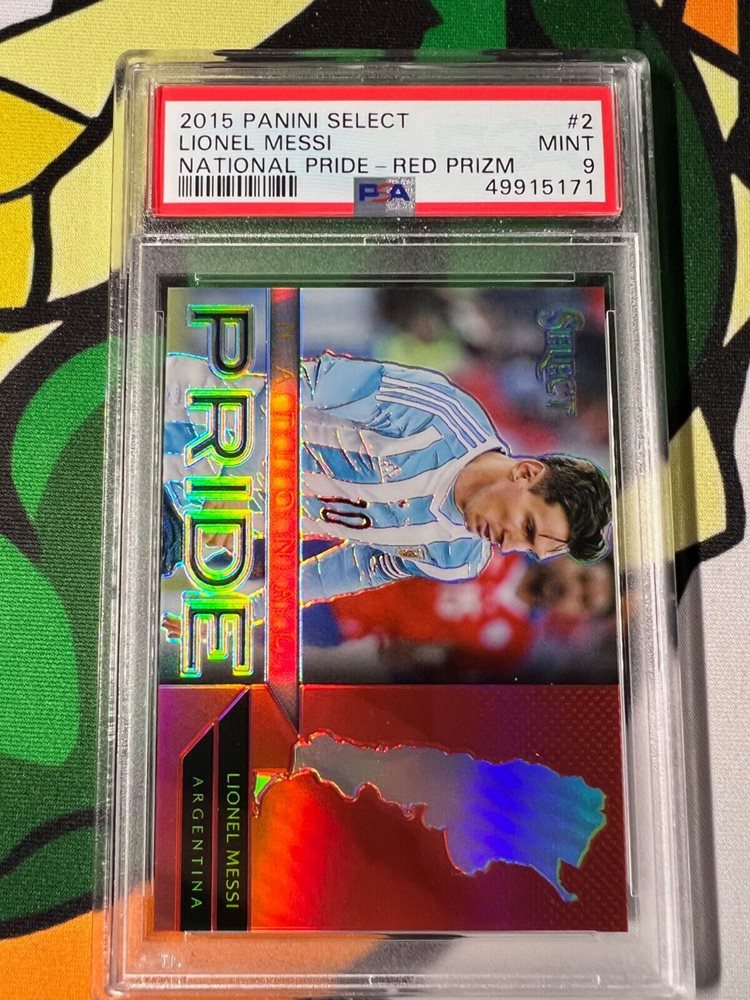 2015 PANINI SELECT #2
LIONEL MESSI MINT
NATIONAL PRIDE – RED PRIZM 9
PSA 49915171
SELECT
NATIONAL
PRIDE
10
LIONEL MESSI
ARGENTINA